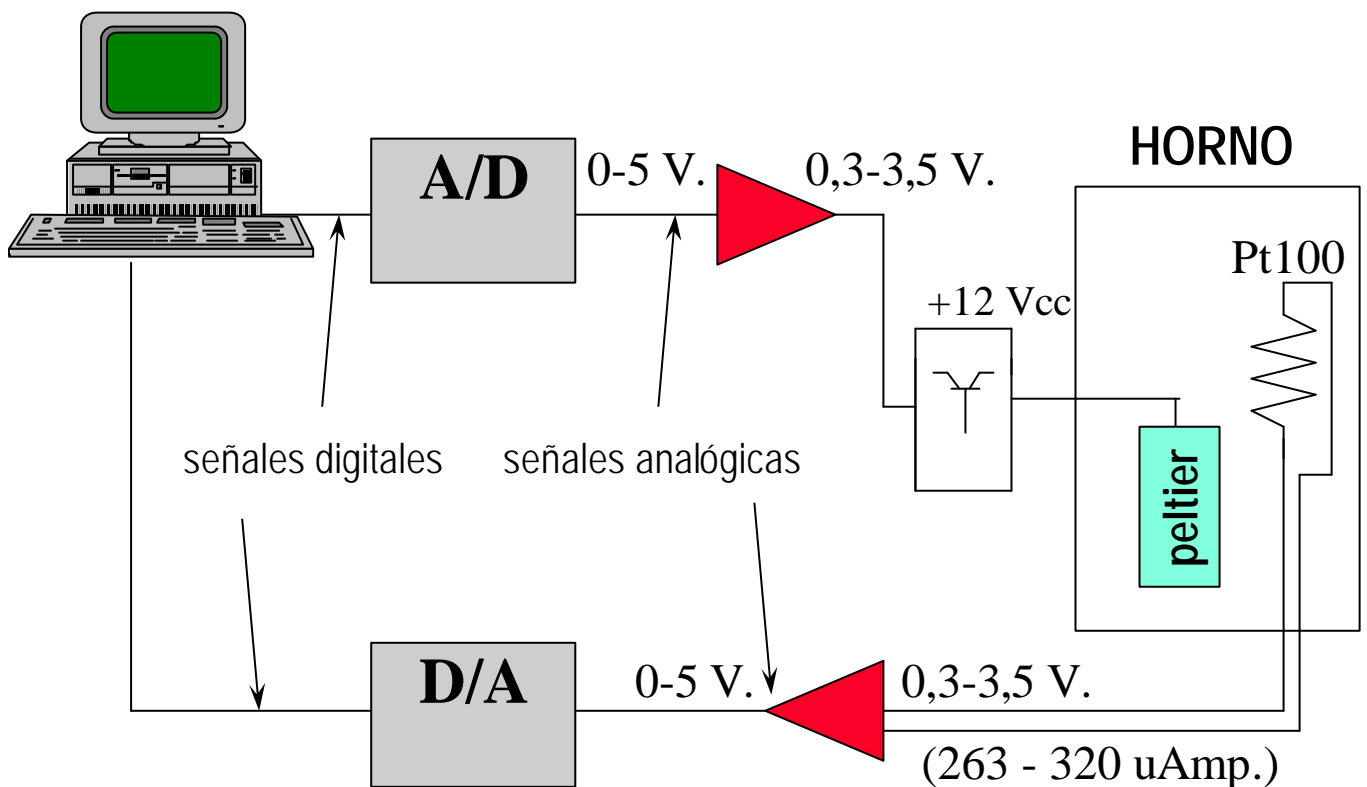 HORNO
A/D
0-5 V.
0,3-3,5 V.
Pt100
+12 Vcc
señales digitales
señales analógicas
peltier
D/A
0-5 V.
0,3-3,5 V.
(263 - 320 uAmp.)